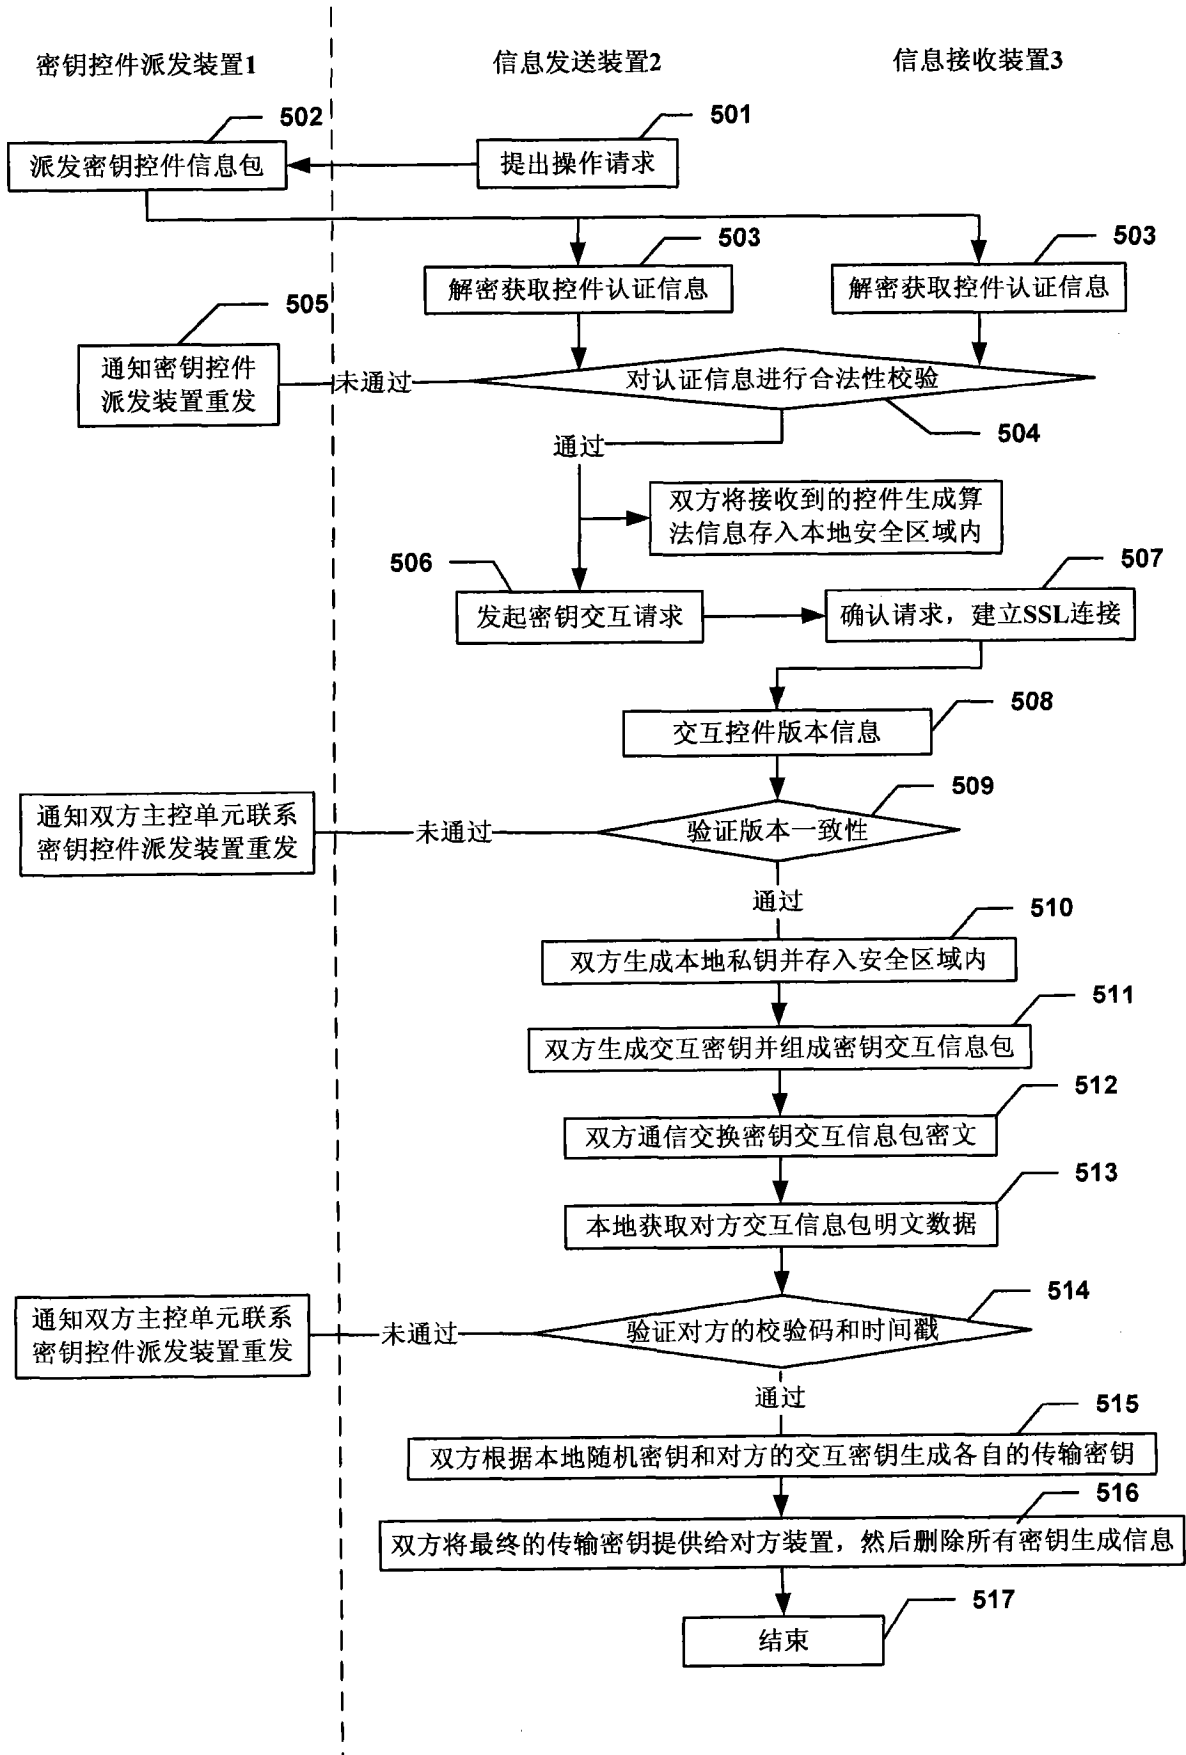 密钥控件派发装置1
信息发送装置2
信息接收装置3
502
501
派发密钥控件信息包
提出操作请求
503
503
解密获取控件认证信息
解密获取控件认证信息
505
通知密钥控件
派发装置重发
未通过
对认证信息进行合法性校验
504
通过
双方将接收到的控件生成算
法信息存入本地安全区域内
506
507
发起密钥交互请求
确认请求，建立SSL连接
508
交互控件版本信息
509
通知双方主控单元联系
密钥控件派发装置重发
未通过
验证版本一致性
通过
510
双方生成本地私钥并存入安全区域内
511
双方生成交互密钥并组成密钥交互信息包
512
双方通信交换密钥交互信息包密文
513
本地获取对方交互信息包明文数据
514
通知双方主控单元联系
密钥控件派发装置重发
未通过
验证对方的校验码和时间戳
通过
515
双方根据本地随机密钥和对方的交互密钥生成各自的传输密钥
516
双方将最终的传输密钥提供给对方装置，然后删除所有密钥生成信息
517
结束